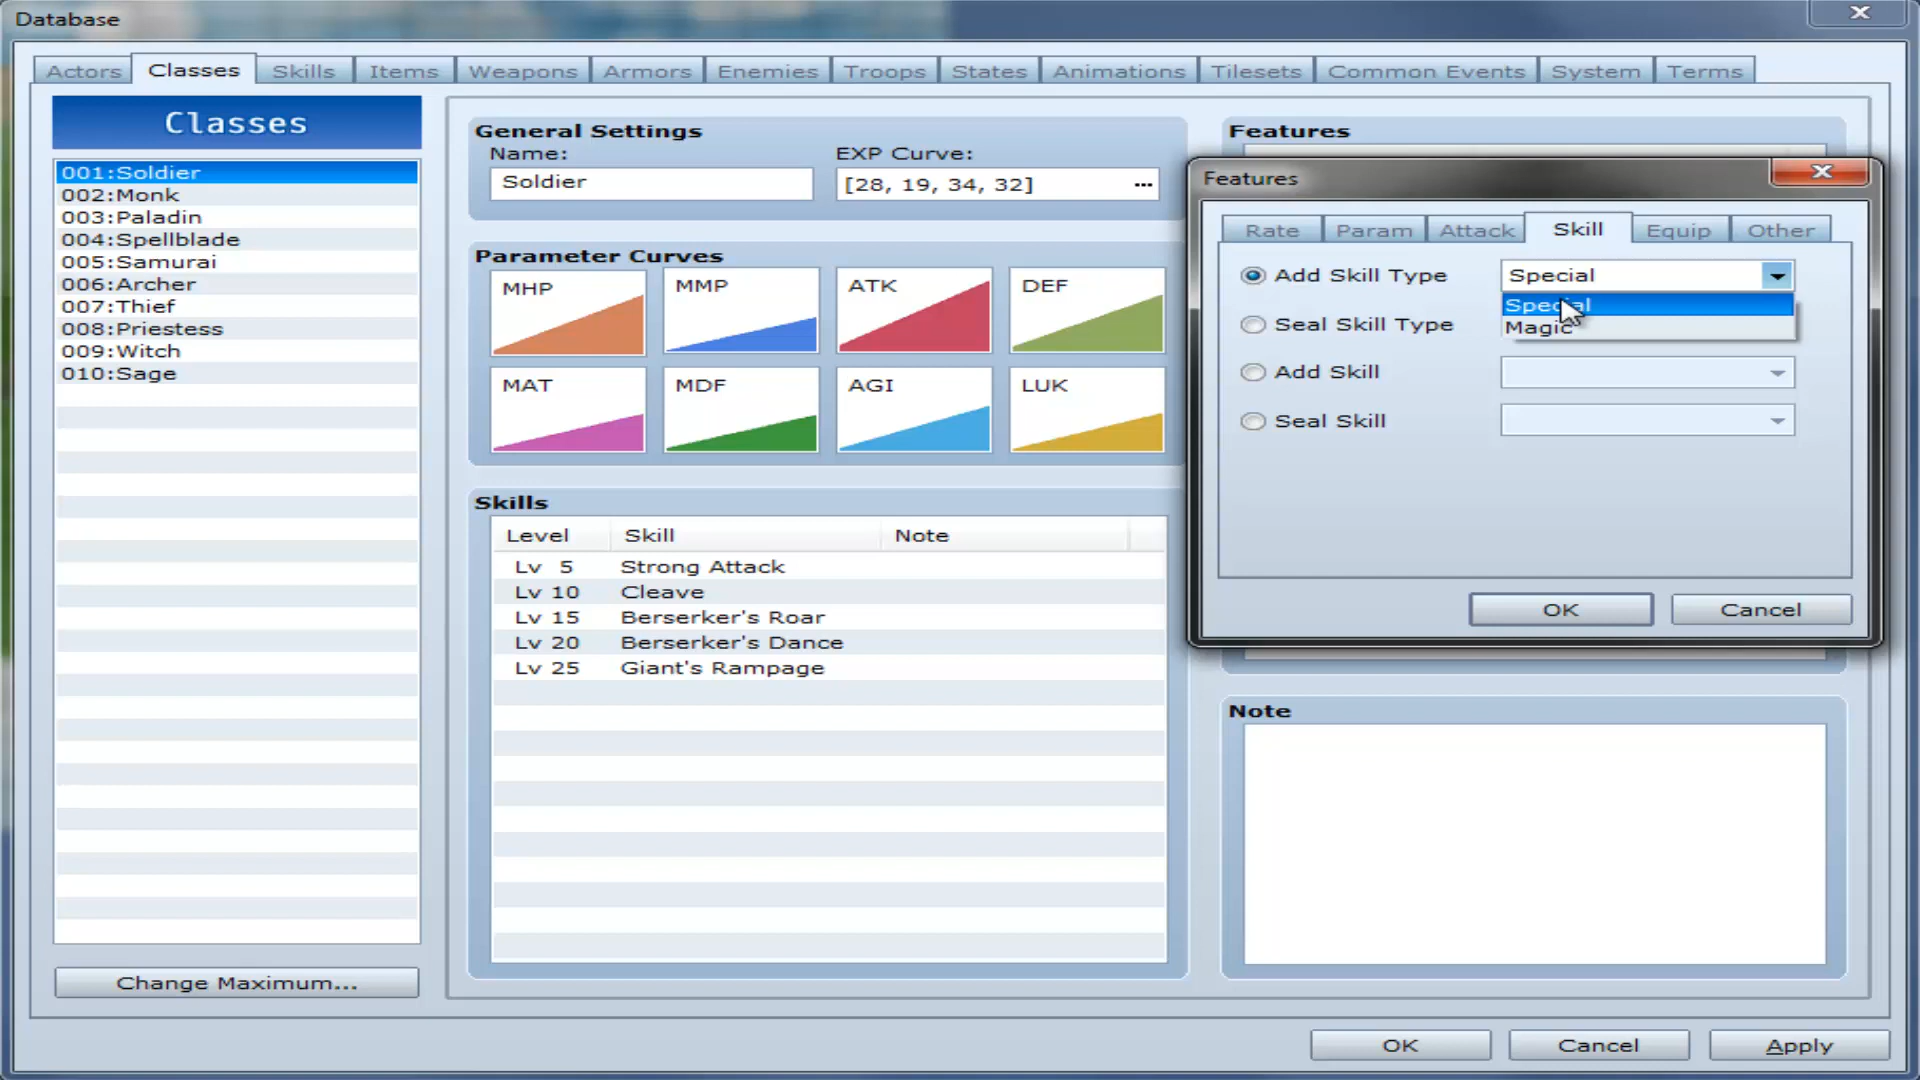 Database
Actors Classes Skills Items Weapons Armors Enemies Troops States Animations Tilesets Common Events System Terms
Classes
001:Soldier
002:Monk
003:Paladin
004:Spellblade
005:Samurai
006:Archer
007:Thief
008:Priestess
009:Witch
010:Sage
Change Maximum...
General Settings
Name: EXP Curve:
Soldier [28, 19, 34, 32] ...
Parameter Curves
MHP MMP ATK DEF
MAT MDF AGI LUK
Skills
Level Skill Note
Lv 5 Strong Attack
Lv 10 Cleave
Lv 15 Berserker's Roar
Lv 20 Berserker's Dance
Lv 25 Giant's Rampage
Features
Features
Rate Param Attack Skill Equip Other
Add Skill Type Special
Special
Seal Skill Type Magic
Add Skill
Seal Skill
OK Cancel
Note
OK Cancel Apply